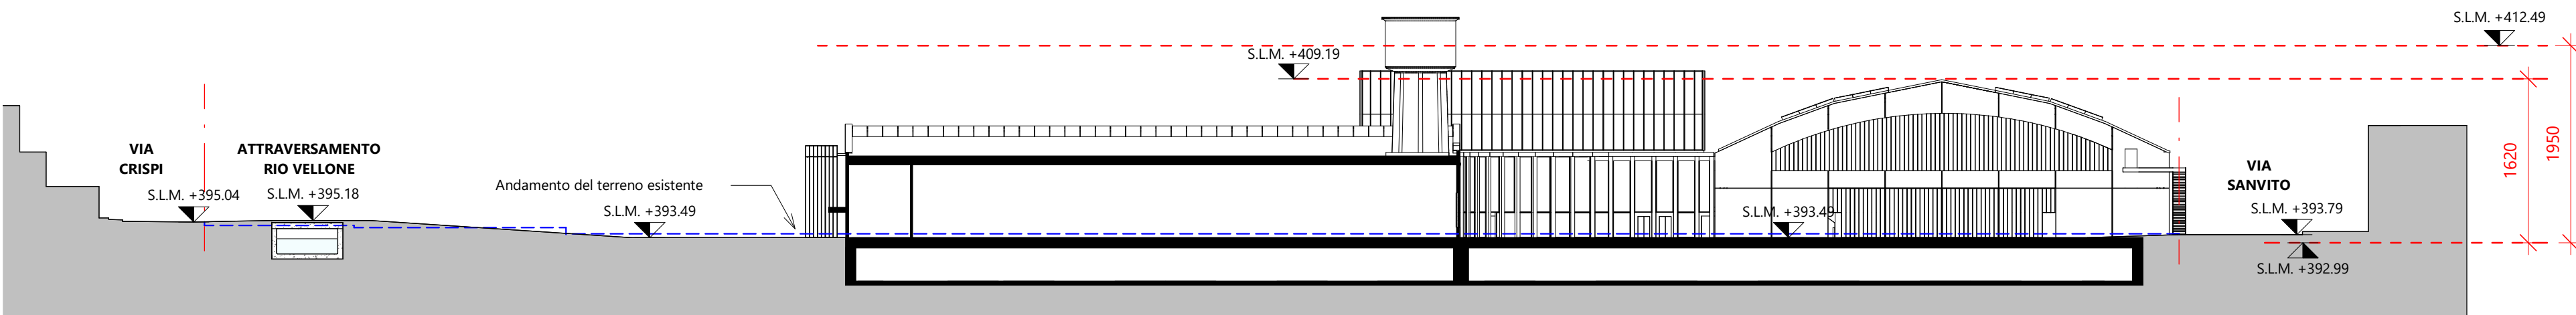 S.L.M. +412.49
S.L.M. +409.19
VIA
CRISPI
ATTRAVERSAMENTO
RIO VELLONE
S.L.M. +395.04
S.L.M. +395.18
Andamento del terreno esistente
S.L.M. +393.49
S.L.M. +393.49
VIA
SANVITO
S.L.M. +393.79
S.L.M. +392.99
1620
1950